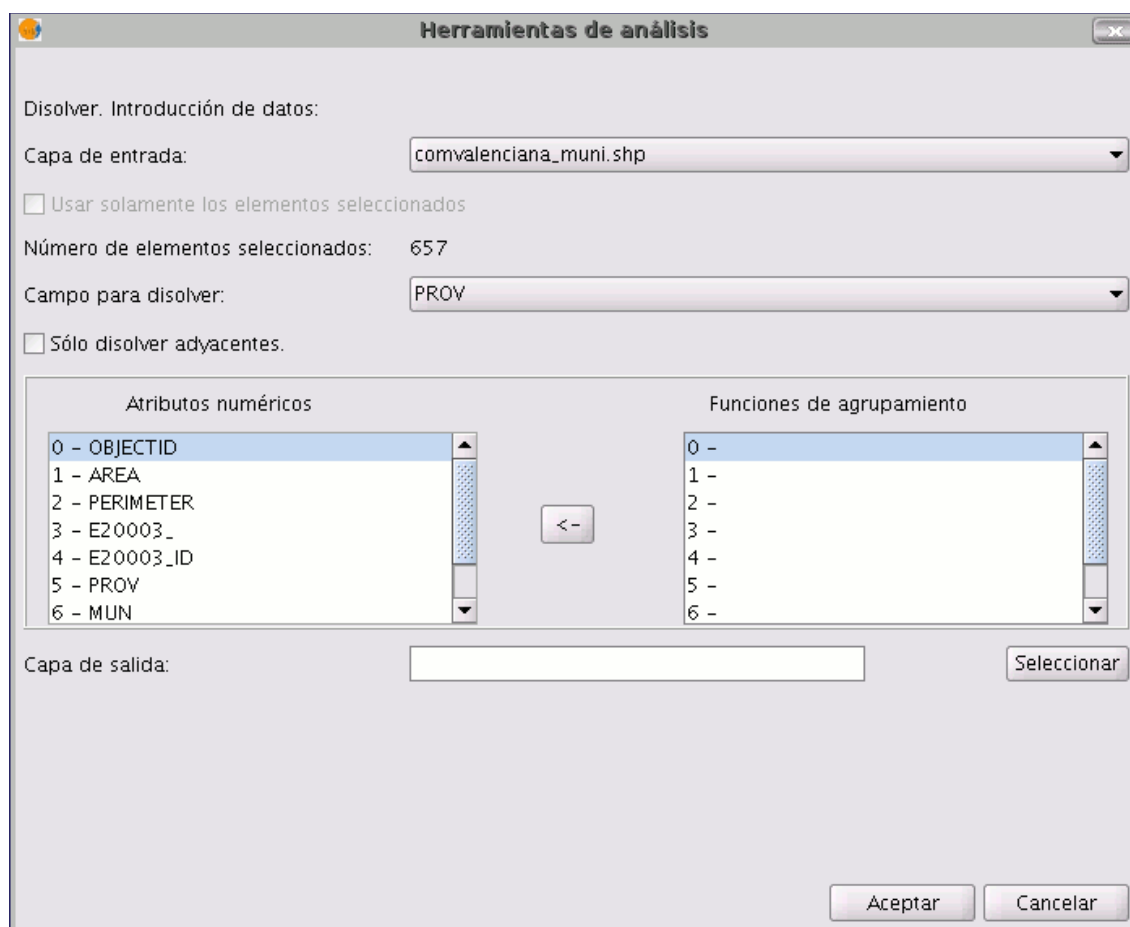 Herramientas de análisis
Disolver. Introducción de datos:
Capa de entrada: comvalenciana_muni.shp
Usar solamente los elementos seleccionados
Número de elementos seleccionados: 657
Campo para disolver: PROV
Sólo disolver adyacentes.
Atributos numéricos Funciones de agrupamiento
0 - OBJECTID 0 -
1 - AREA 1 -
2 - PERIMETER 2 -
3 - E20003_ 3 -
<-
4 - E20003_ID 4 -
5 - PROV 5 -
6 - MUN 6 -
Capa de salida: Seleccionar
Aceptar Cancelar